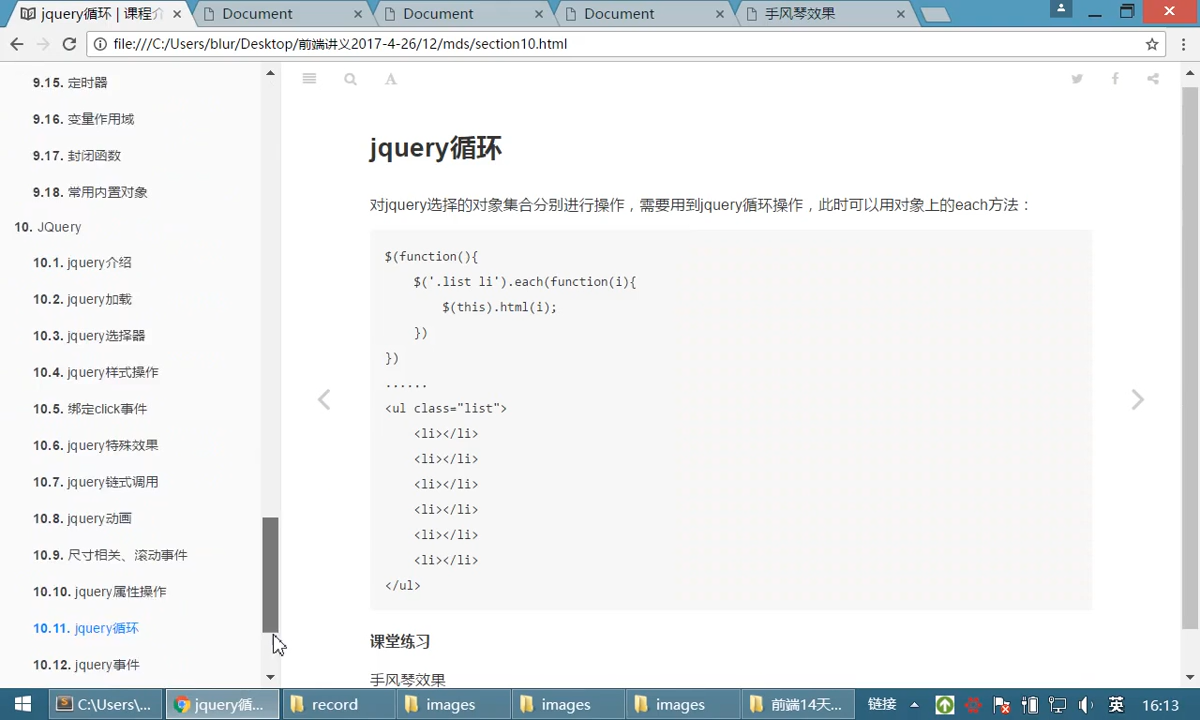 jquery循环 | 课程介
Document
Document
Document
手风琴效果
file:///C:/Users/blur/Desktop/前端讲义2017-4-26/12/mds/section10.html
9.15. 定时器
9.16. 变量作用域
9.17. 封闭函数
9.18. 常用内置对象
10. JQuery
10.1. jquery介绍
10.2. jquery加载
10.3. jquery选择器
10.4. jquery样式操作
10.5. 绑定click事件
10.6. jquery特殊效果
10.7. jquery链式调用
10.8. jquery动画
10.9. 尺寸相关、滚动事件
10.10. jquery属性操作
10.11. jquery循环
10.12. jquery事件
jquery循环
对jquery选择的对象集合分别进行操作，需要用到jquery循环操作，此时可以用对象上的each方法：
$(function(){
$('.list li').each(function(i){
$(this).html(i);
})
})
......
<ul class="list">
<li></li>
<li></li>
<li></li>
<li></li>
<li></li>
<li></li>
</ul>
课堂练习
手风琴效果
C:\Users\...
jquery循...
record
images
images
images
前端14天...
链接
英
16:13